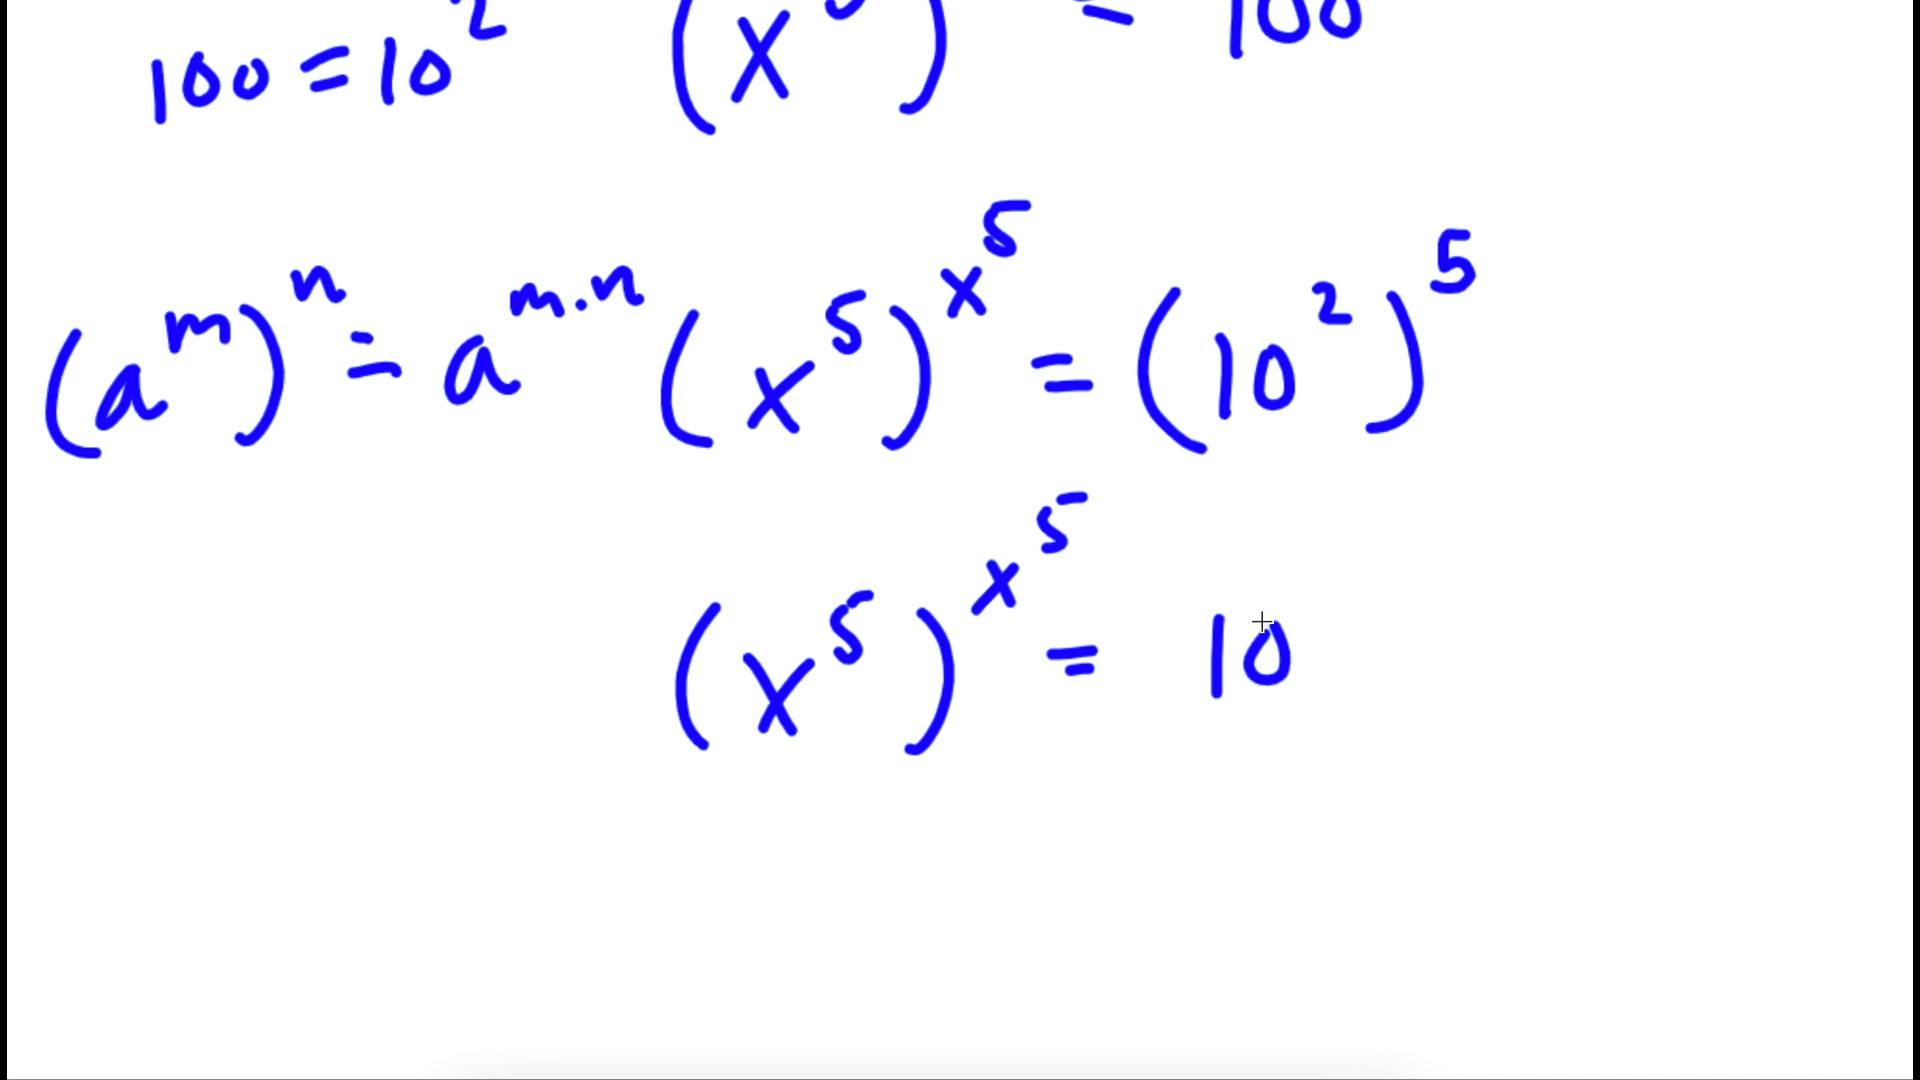 100 = 10^2 (x^5) = 100
(a^m)^n = a^{m·n} (x^5)^{x^5} = (10^2)^5
(x^5)^{x^5} = 10